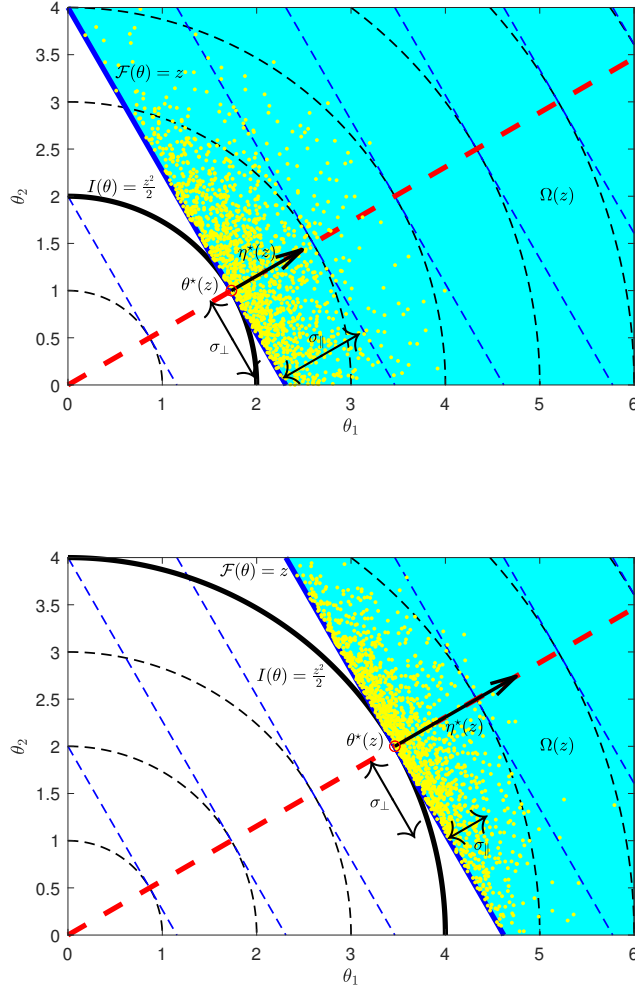 4
3.5
3
2.5
2
1.5
1
0.5
0
θ₂
F(θ) = z
I(θ) = z²/2
η*(z)
θ*(z)
Ω(z)
σ⊥
σ∥
0 1 2 3 4 5 6
θ₁
4
3.5
3
2.5
2
1.5
1
0.5
0
θ₂
F(θ) = z
I(θ) = z²/2
θ*(z)
η*(z)
Ω(z)
σ⊥
σ∥
0 1 2 3 4 5 6
θ₁